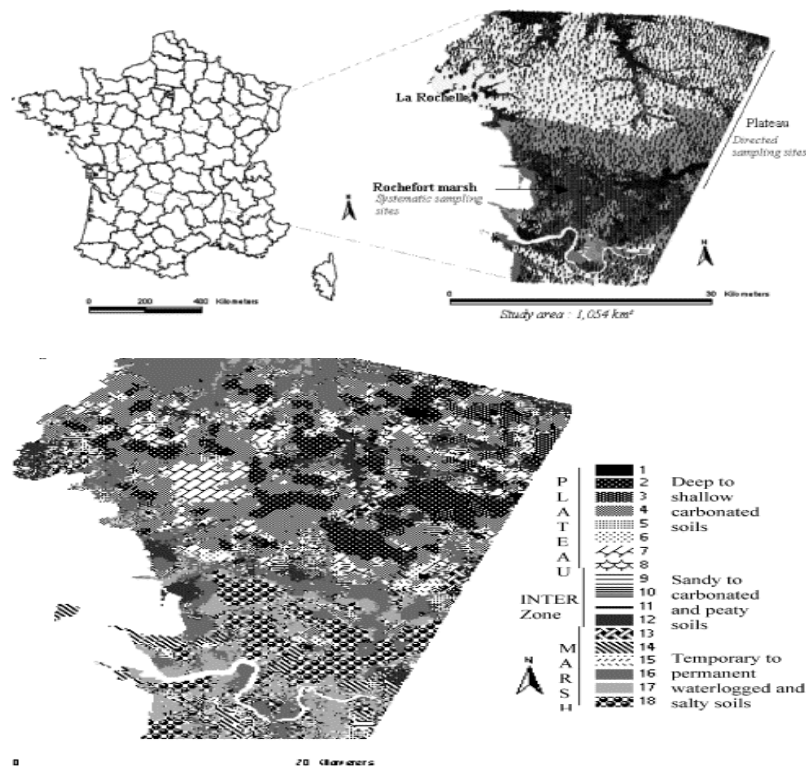 La Rochelle
Plateau
Directed
sampling sites
Rochefort marsh
Systematic sampling
sites
N
N
0 200 400 Kilometers
0 30 Kilometers
Study area : 1,054 km²
PLATEAU
INTER
Zone
MARSH
1
2 Deep to
3 shallow
4 carbonated
5 soils
6
7
8
9 Sandy to
10 carbonated
11 and peaty
12 soils
13
14
15 Temporary to
16 permanent
17 waterlogged and
18 salty soils
N
0 20 Kilometers